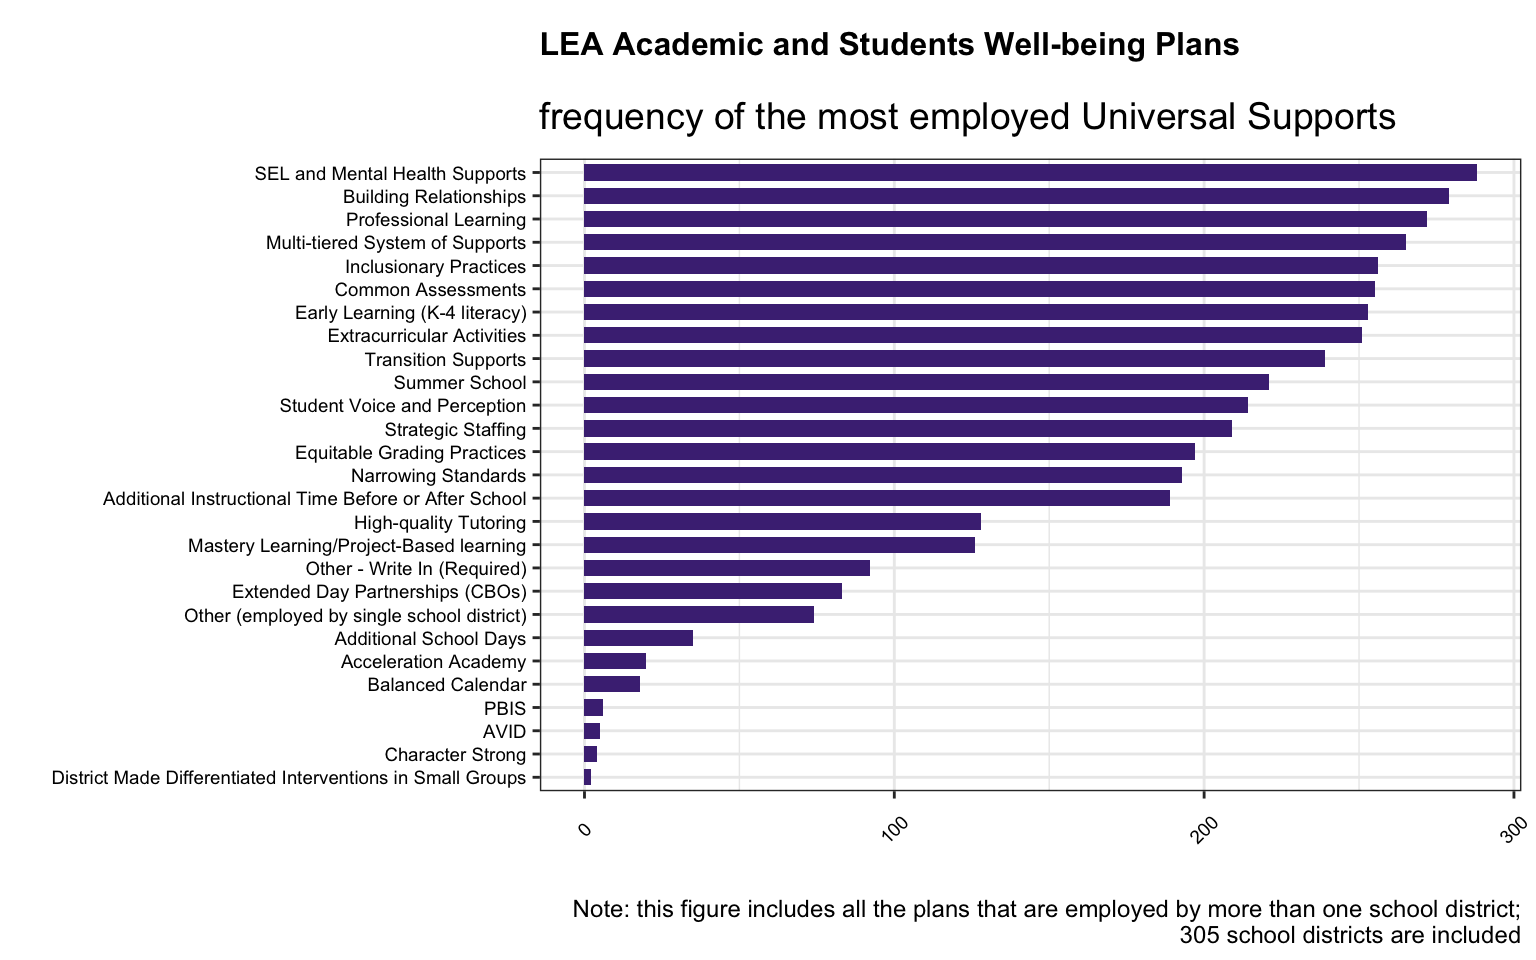 LEA Academic and Students Well-being Plans
frequency of the most employed Universal Supports
SEL and Mental Health Supports
Building Relationships
Professional Learning
Multi-tiered System of Supports
Inclusionary Practices
Common Assessments
Early Learning (K-4 literacy)
Extracurricular Activities
Transition Supports
Summer School
Student Voice and Perception
Strategic Staffing
Equitable Grading Practices
Narrowing Standards
Additional Instructional Time Before or After School
High-quality Tutoring
Mastery Learning/Project-Based learning
Other - Write In (Required)
Extended Day Partnerships (CBOs)
Other (employed by single school district)
Additional School Days
Acceleration Academy
Balanced Calendar
PBIS
AVID
Character Strong
District Made Differentiated Interventions in Small Groups
0 100 200 300
Note: this figure includes all the plans that are employed by more than one school district;
305 school districts are included